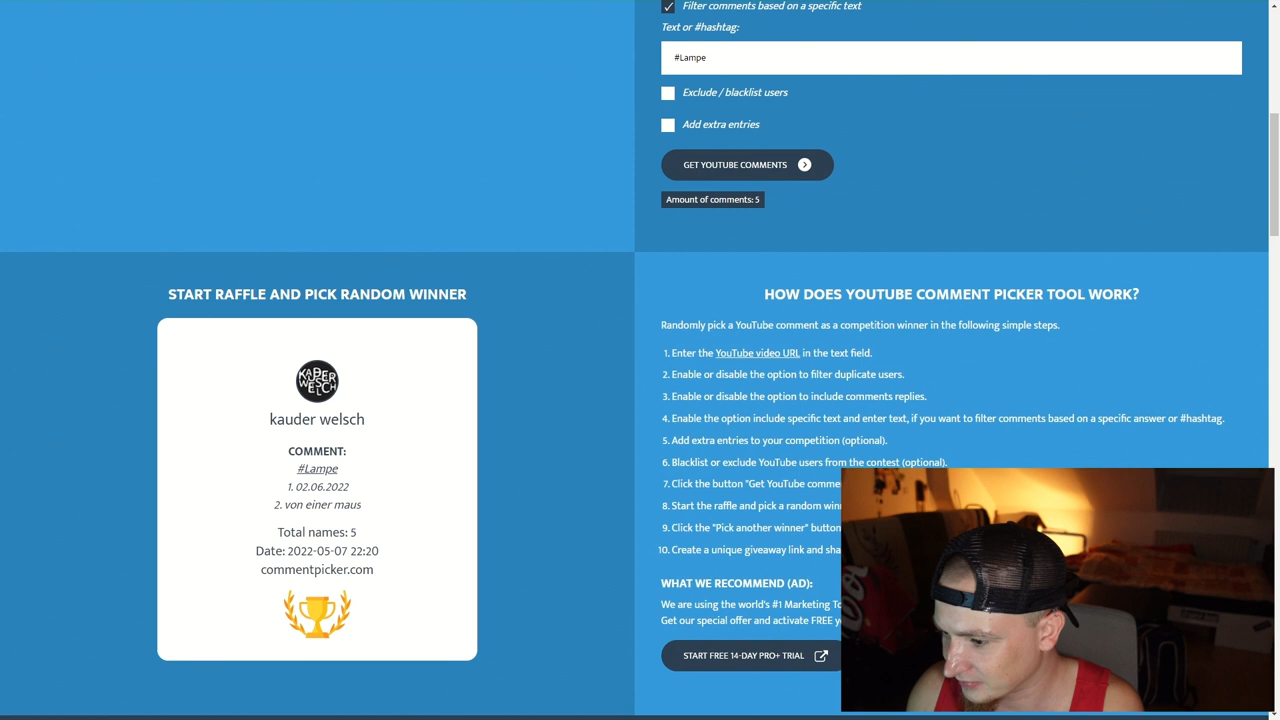 Filter comments based on a specific text
Text or #hashtag:
#Lampe
Exclude / blacklist users
Add extra entries
GET YOUTUBE COMMENTS
Amount of comments: 5
START RAFFLE AND PICK RANDOM WINNER
KAUDER
WELSCH
kauder welsch
COMMENT:
#Lampe
1. 02.06.2022
2. von einer maus
Total names: 5
Date: 2022-05-07 22:20
commentpicker.com
HOW DOES YOUTUBE COMMENT PICKER TOOL WORK?
Randomly pick a YouTube comment as a competition winner in the following simple steps.
1. Enter the YouTube video URL in the text field.
2. Enable or disable the option to filter duplicate users.
3. Enable or disable the option to include comments replies.
4. Enable the option include specific text and enter text, if you want to filter comments based on a specific answer or #hashtag.
5. Add extra entries to your competition (optional).
6. Blacklist or exclude YouTube users from the contest (optional).
7. Click the button "Get YouTube comme
8. Start the raffle and pick a random win
9. Click the "Pick another winner" button
10. Create a unique giveaway link and sha
WHAT WE RECOMMEND (AD):
We are using the world's #1 Marketing To
Get our special offer and activate FREE y
START FREE 14-DAY PRO+ TRIAL